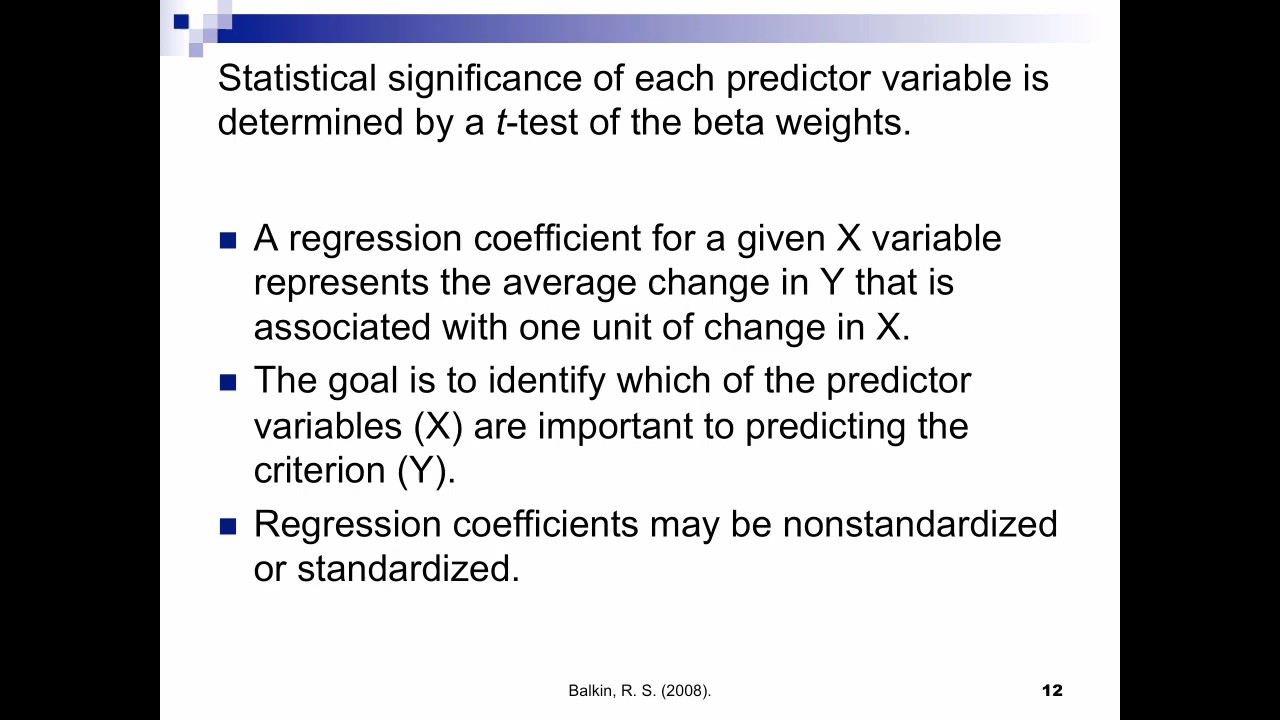 Statistical significance of each predictor variable is
determined by a t-test of the beta weights.
A regression coefficient for a given X variable
represents the average change in Y that is
associated with one unit of change in X.
The goal is to identify which of the predictor
variables (X) are important to predicting the
criterion (Y).
Regression coefficients may be nonstandardized
or standardized.
Balkin, R. S. (2008).
12